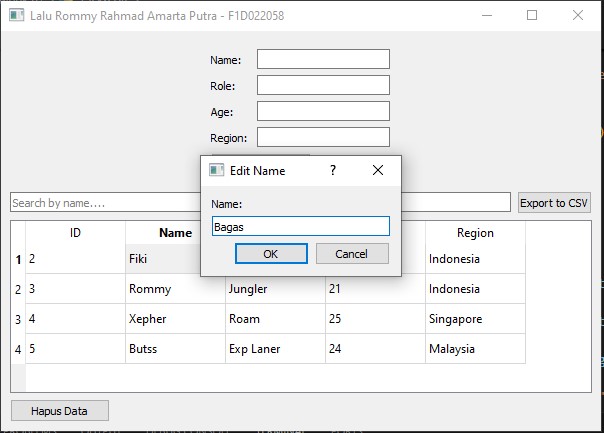 Lalu Rommy Rahmad Amarta Putra - F1D022058
Name:
Role:
Age:
Region:
Edit Name
?
Name:
Bagas
OK
Cancel
Search by name....
Export to CSV
ID Name Region
1 2 Fiki Indonesia
2 3 Rommy Jungler 21 Indonesia
3 4 Xepher Roam 25 Singapore
4 5 Butss Exp Laner 24 Malaysia
Hapus Data